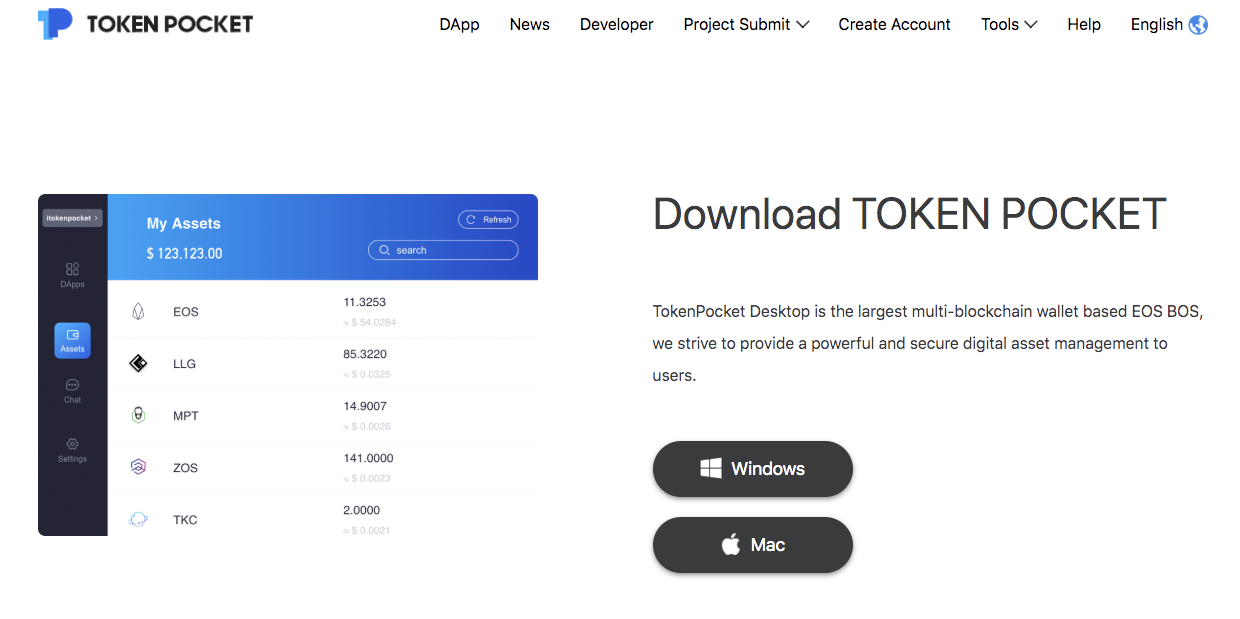 TOKEN POCKET
DApp News Developer Project Submit Create Account Tools Help English
itokenpocket >
DApps
Assets
Chat
Settings
My Assets
Refresh
$ 123,123.00
search
EOS 11.3253
≈ $ 54.0284
LLG 85.3220
≈ $ 0.0325
MPT 14.9007
≈ $ 0.0026
ZOS 141.0000
≈ $ 0.0023
TKC 2.0000
≈ $ 0.0021
Download TOKEN POCKET
TokenPocket Desktop is the largest multi-blockchain wallet based EOS BOS,
we strive to provide a powerful and secure digital asset management to
users.
Windows
Mac